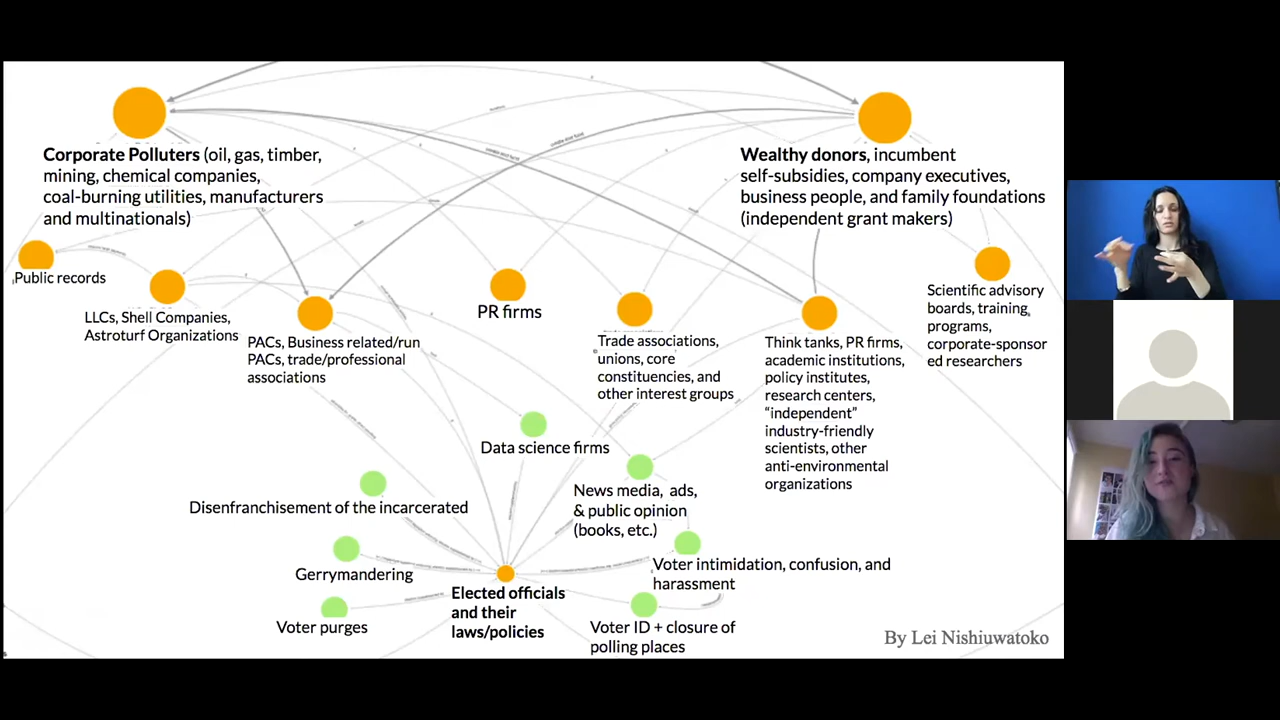 Corporate Polluters (oil, gas, timber,
mining, chemical companies,
coal-burning utilities, manufacturers
and multinationals)
Wealthy donors, incumbent
self-subsidies, company executives,
business people, and family foundations
(independent grant makers)
Public records
LLCs, Shell Companies,
Astroturf Organizations
PACs, Business related/run
PACs, trade/professional
associations
PR firms
Trade associations,
unions, core
constituencies, and
other interest groups
Think tanks, PR firms,
academic institutions,
policy institutes,
research centers,
“independent”
industry-friendly
scientists, other
anti-environmental
organizations
Scientific advisory
boards, training,
programs,
corporate-sponsor
ed researchers
Data science firms
News media, ads,
& public opinion
(books, etc.)
Disenfranchisement of the incarcerated
Voter intimidation, confusion, and
harassment
Gerrymandering
Elected officials
and their
laws/policies
Voter purges
Voter ID + closure of
polling places
By Lei Nishiuwatoko